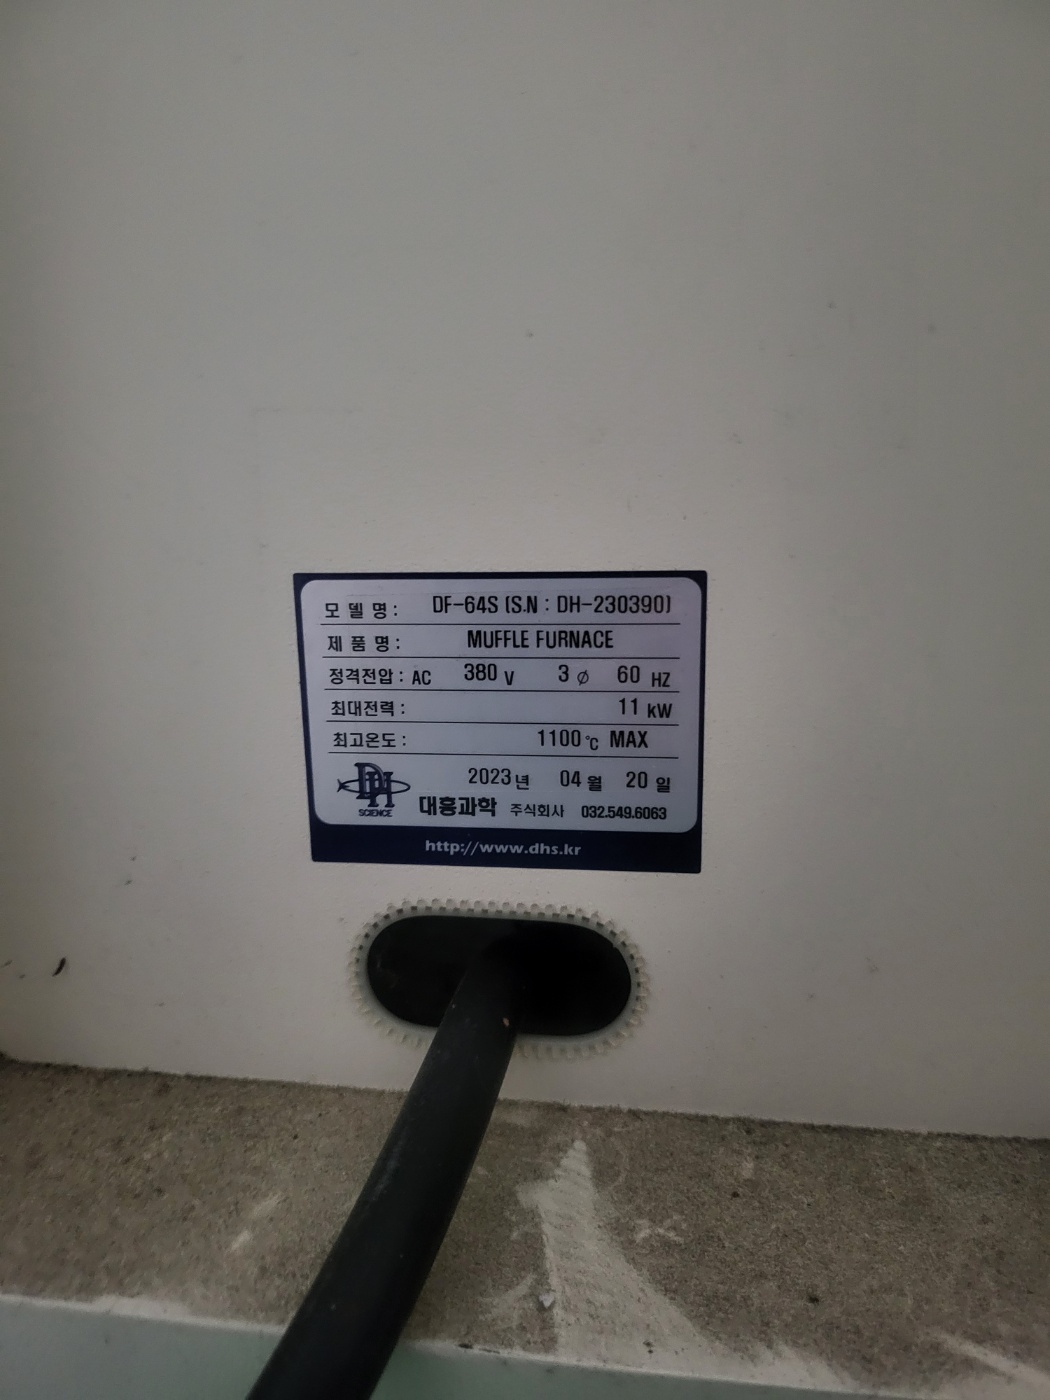 모 델 명 : DF-64S (S.N : DH-230390)
제 품 명 : MUFFLE FURNACE
정격전압 : AC 380 V 3 ∅ 60 HZ
최대전력 : 11 kW
최고온도 : 1100 ℃ MAX
2023 년 04 월 20 일
DH SCIENCE 대흥과학 주식회사 032.549.6063
http://www.dhs.kr